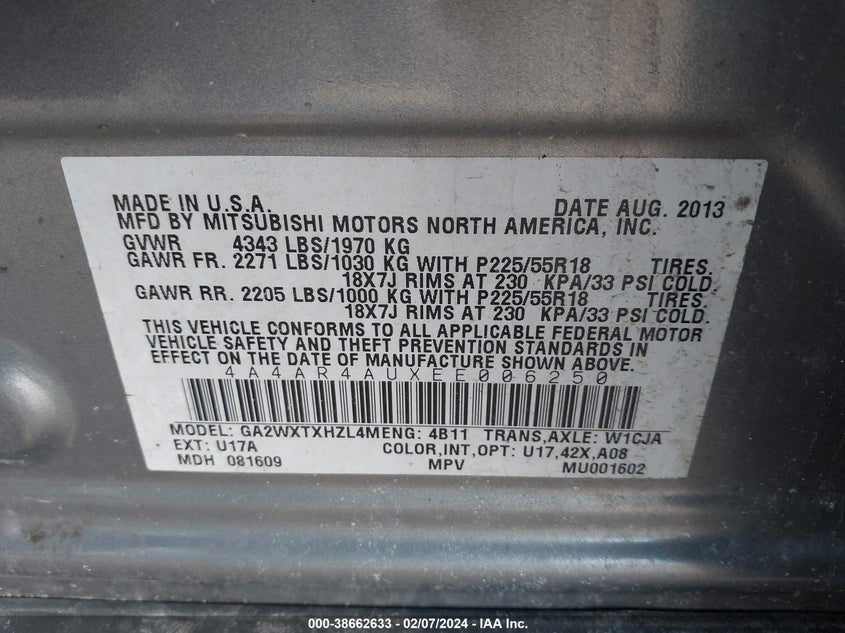 MADE IN U.S.A. DATE AUG. 2013
MFD BY MITSUBISHI MOTORS NORTH AMERICA, INC.
GVWR 4343 LBS/1970 KG
GAWR FR. 2271 LBS/1030 KG WITH P225/55R18 TIRES,
18X7J RIMS AT 230 KPA/33 PSI COLD.
GAWR RR. 2205 LBS/1000 KG WITH P225/55R18 TIRES,
18X7J RIMS AT 230 KPA/33 PSI COLD.
THIS VEHICLE CONFORMS TO ALL APPLICABLE FEDERAL MOTOR
VEHICLE SAFETY AND THEFT PREVENTION STANDARDS IN
EFFECT ON THE DATE OF MANUFACTURE SHOWN ABOVE.
4A4AR4AUXEE006250
MODEL: GA2WXTXHZL4MENG: 4B11 TRANS,AXLE: W1CJA
EXT: U17A COLOR,INT,OPT: U17,42X,A08
MDH 081609 MPV MU001602
000-38662633 - 02/07/2024 - IAA Inc.